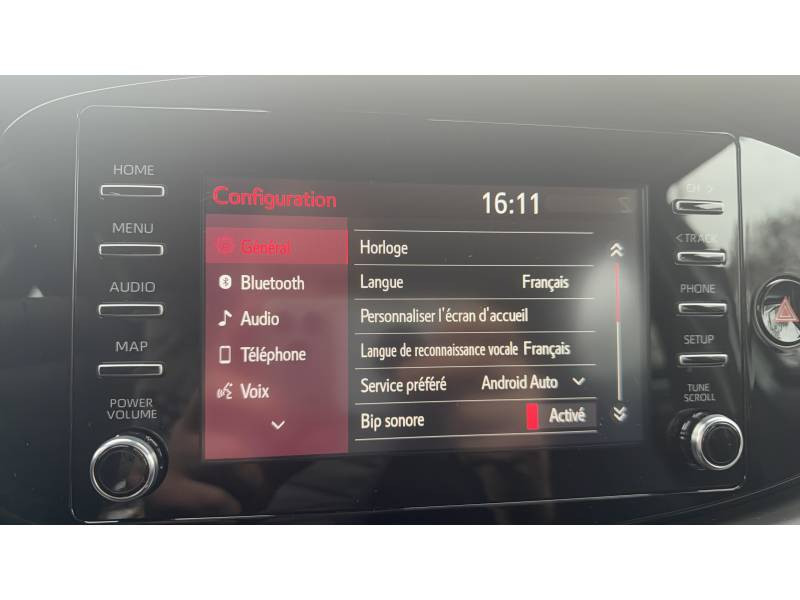 HOME
MENU
AUDIO
MAP
POWER
VOLUME
Configuration
16:11
Général
Bluetooth
Audio
Téléphone
Voix
Horloge
Langue Français
Personnaliser l'écran d'accueil
Langue de reconnaissance vocale Français
Service préféré Android Auto
Bip sonore Activé
CH >
< TRACK
PHONE
SETUP
TUNE
SCROLL